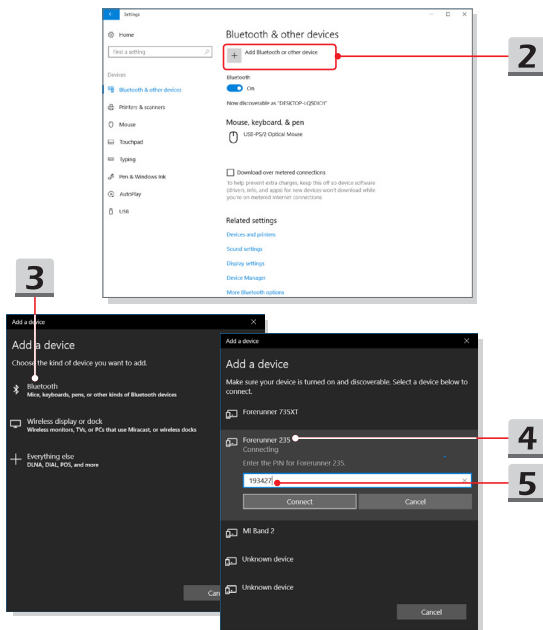 Settings
Home
Find a setting
Devices
Bluetooth & other devices
Printers & scanners
Mouse
Touchpad
Typing
Pen & Windows Ink
AutoPlay
USB
Bluetooth & other devices
Add Bluetooth or other device
Bluetooth
On
Now discoverable as
Mouse, keyboard, & pen
USB-PS/2 Optical Mouse
Download over metered connections
To help prevent extra charges, keep this off so device software
(drivers, info, and apps) for new devices won't download while
you're on metered Internet connections.
Related settings
Devices and printers
Sound settings
Display settings
Device Manager
More Bluetooth options
2
3
Add a device
Add a device
Choose the kind of device you want to add.
Bluetooth
Mice, keyboards, pens, or other kinds of Bluetooth devices
Wireless display or dock
Wireless monitors, TVs, or PCs that use Miracast, or wireless docks
Everything else
DLNA, DIAL, POS, and more
Add a device
Add a device
Make sure your device is turned on and discoverable. Select a device below to
connect.
Forerunner 735XT
Forerunner 235
Connecting
Enter the PIN for Forerunner 235.
193427
Connect
Cancel
MI Band 2
Unknown device
Unknown device
Cancel
4
5